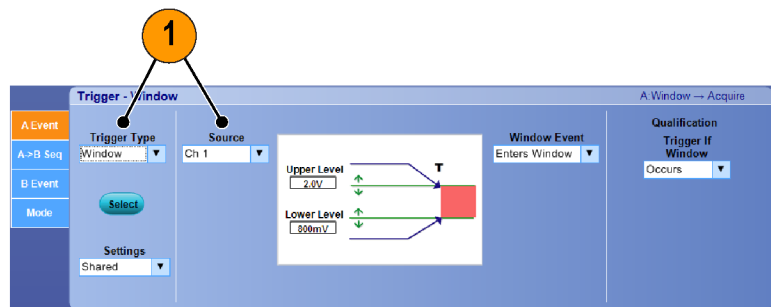 1
Trigger - Window
A:Window → Acquire
A Event
A->B Seq
B Event
Mode
Trigger Type
Window
Select
Settings
Shared
Source
Ch 1
Upper Level
2.0V
Lower Level
800mV
T
Window Event
Enters Window
Qualification
Trigger If
Window
Occurs